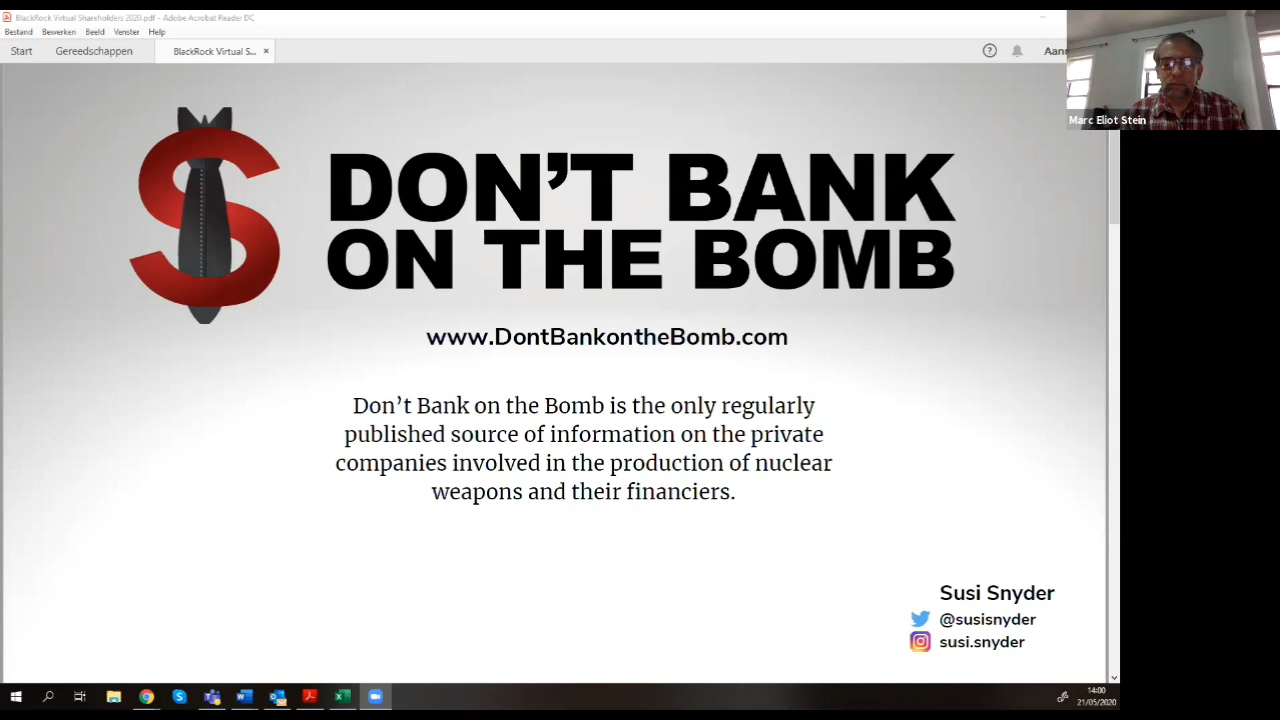 BlackRock Virtual Shareholders 2020.pdf - Adobe Acrobat Reader DC
Bestand Bewerken Beeld Venster Help
Start Gereedschappen BlackRock Virtual S... ×
Marc Eliot Stein
DON'T BANK
ON THE BOMB
www.DontBankontheBomb.com
Don't Bank on the Bomb is the only regularly
published source of information on the private
companies involved in the production of nuclear
weapons and their financiers.
Susi Snyder
@susisnyder
susi.snyder
14:00
21/05/2020